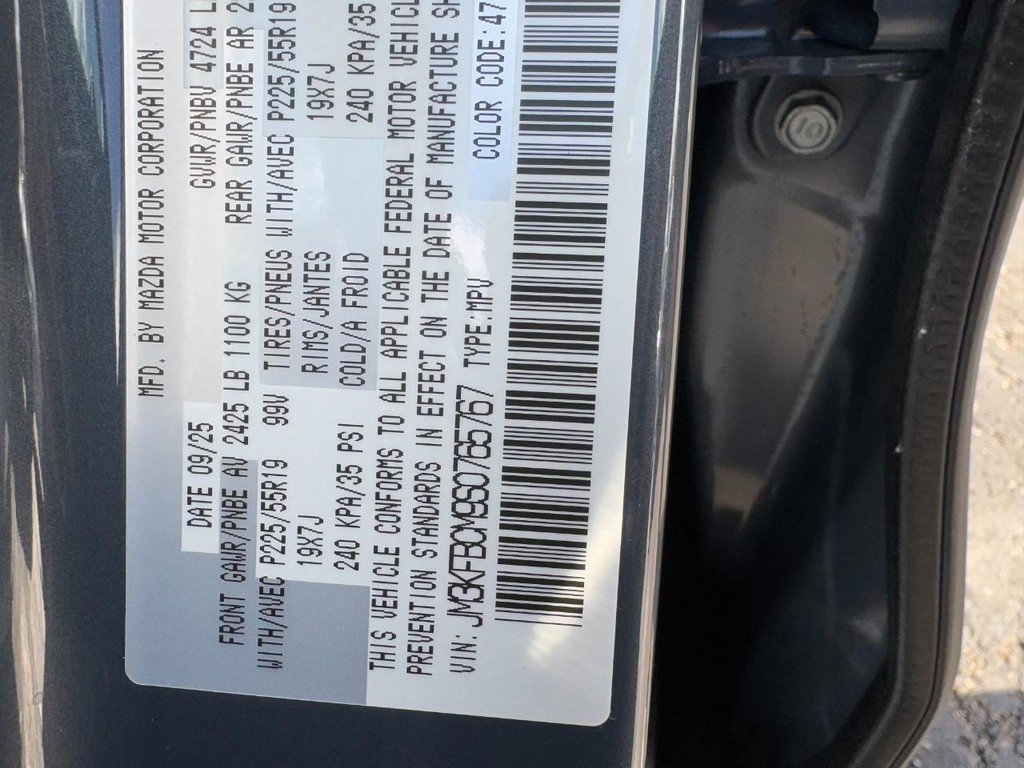 MFD. BY MAZDA MOTOR CORPORATION
DATE 09/25 GVWR/PNBV 4724 L
FRONT GAWR/PNBE AV 2425 LB 1100 KG REAR GAWR/PNBE AR 2
WITH/AVEC P225/55R19 99V TIRES/PNEUS WITH/AVEC P225/55R19
19X7J RIMS/JANTES 19X7J
240 KPA/35 PSI COLD/A FROID 240 KPA/35
THIS VEHICLE CONFORMS TO ALL APPLICABLE FEDERAL MOTOR VEHICL
PREVENTION STANDARDS IN EFFECT ON THE DATE OF MANUFACTURE SH
VIN: JM3KFBCM9S0765767 TYPE:MPV COLOR CODE:47